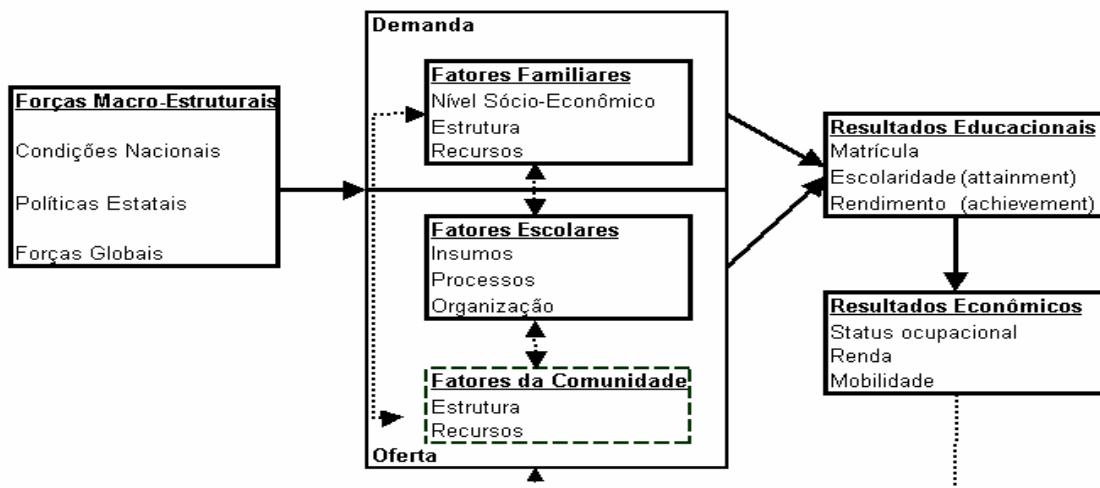 Demanda
Forças Macro-Estruturais
Condições Nacionais
Políticas Estatais
Forças Globais
Fatores Familiares
Nível Sócio-Econômico
Estrutura
Recursos
Fatores Escolares
Insumos
Processos
Organização
Fatores da Comunidade
Estrutura
Recursos
Oferta
Resultados Educacionais
Matrícula
Escolaridade (attainment)
Rendimento (achievement)
Resultados Econômicos
Status ocupacional
Renda
Mobilidade